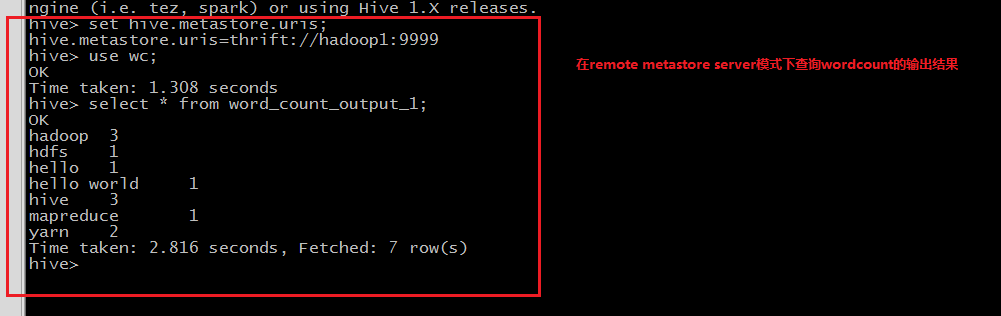 ngine (i.e. tez, spark) or using Hive 1.X releases.
hive> set hive.metastore.uris;
hive.metastore.uris=thrift://hadoop1:9999
hive> use wc;
OK
Time taken: 1.308 seconds
hive> select * from word_count_output_1;
OK
hadoop  3
hdfs    1
hello   1
hello world     1
hive    3
mapreduce       1
yarn    2
Time taken: 2.816 seconds, Fetched: 7 row(s)
hive>
在remote metastore server模式下查询wordcount的输出结果